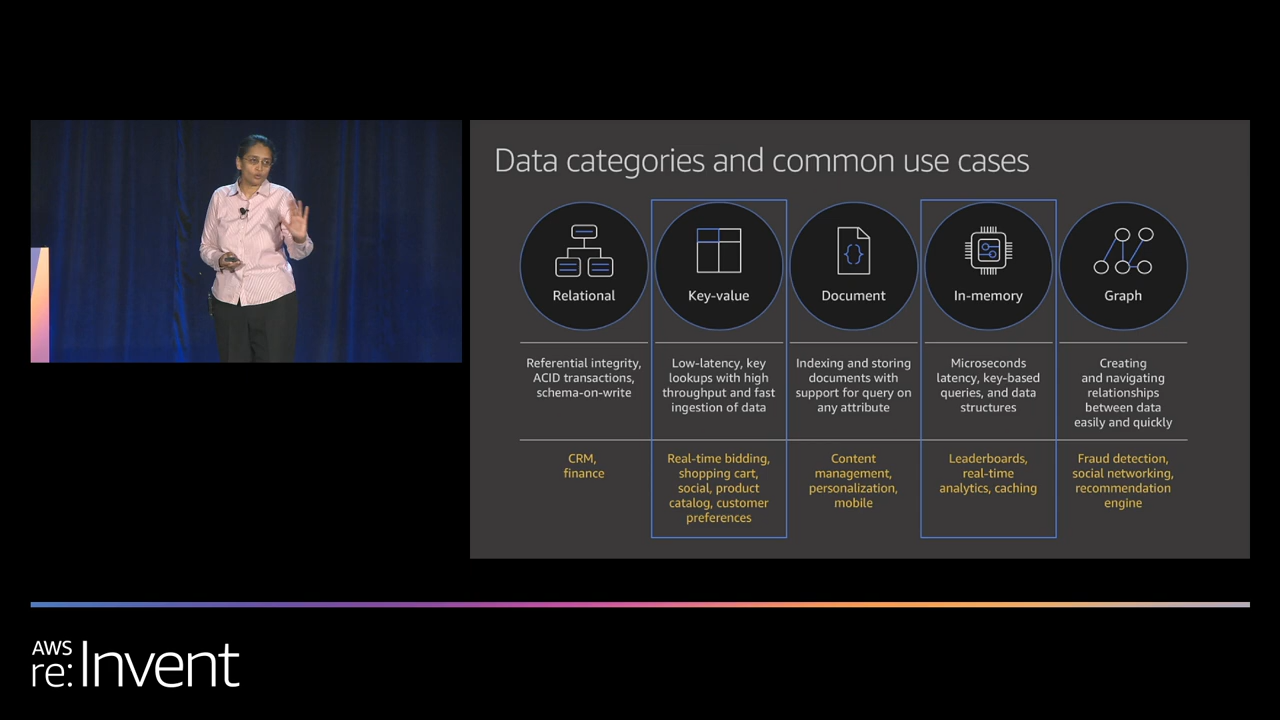 Data categories and common use cases
Relational
Key-value
Document
In-memory
Graph
Referential integrity,
ACID transactions,
schema-on-write
Low-latency, key
lookups with high
throughput and fast
ingestion of data
Indexing and storing
documents with
support for query on
any attribute
Microseconds
latency, key-based
queries, and data
structures
Creating
and navigating
relationships
between data
easily and quickly
CRM,
finance
Real-time bidding,
shopping cart,
social, product
catalog, customer
preferences
Content
management,
personalization,
mobile
Leaderboards,
real-time
analytics, caching
Fraud detection,
social networking,
recommendation
engine
AWS
re:Invent